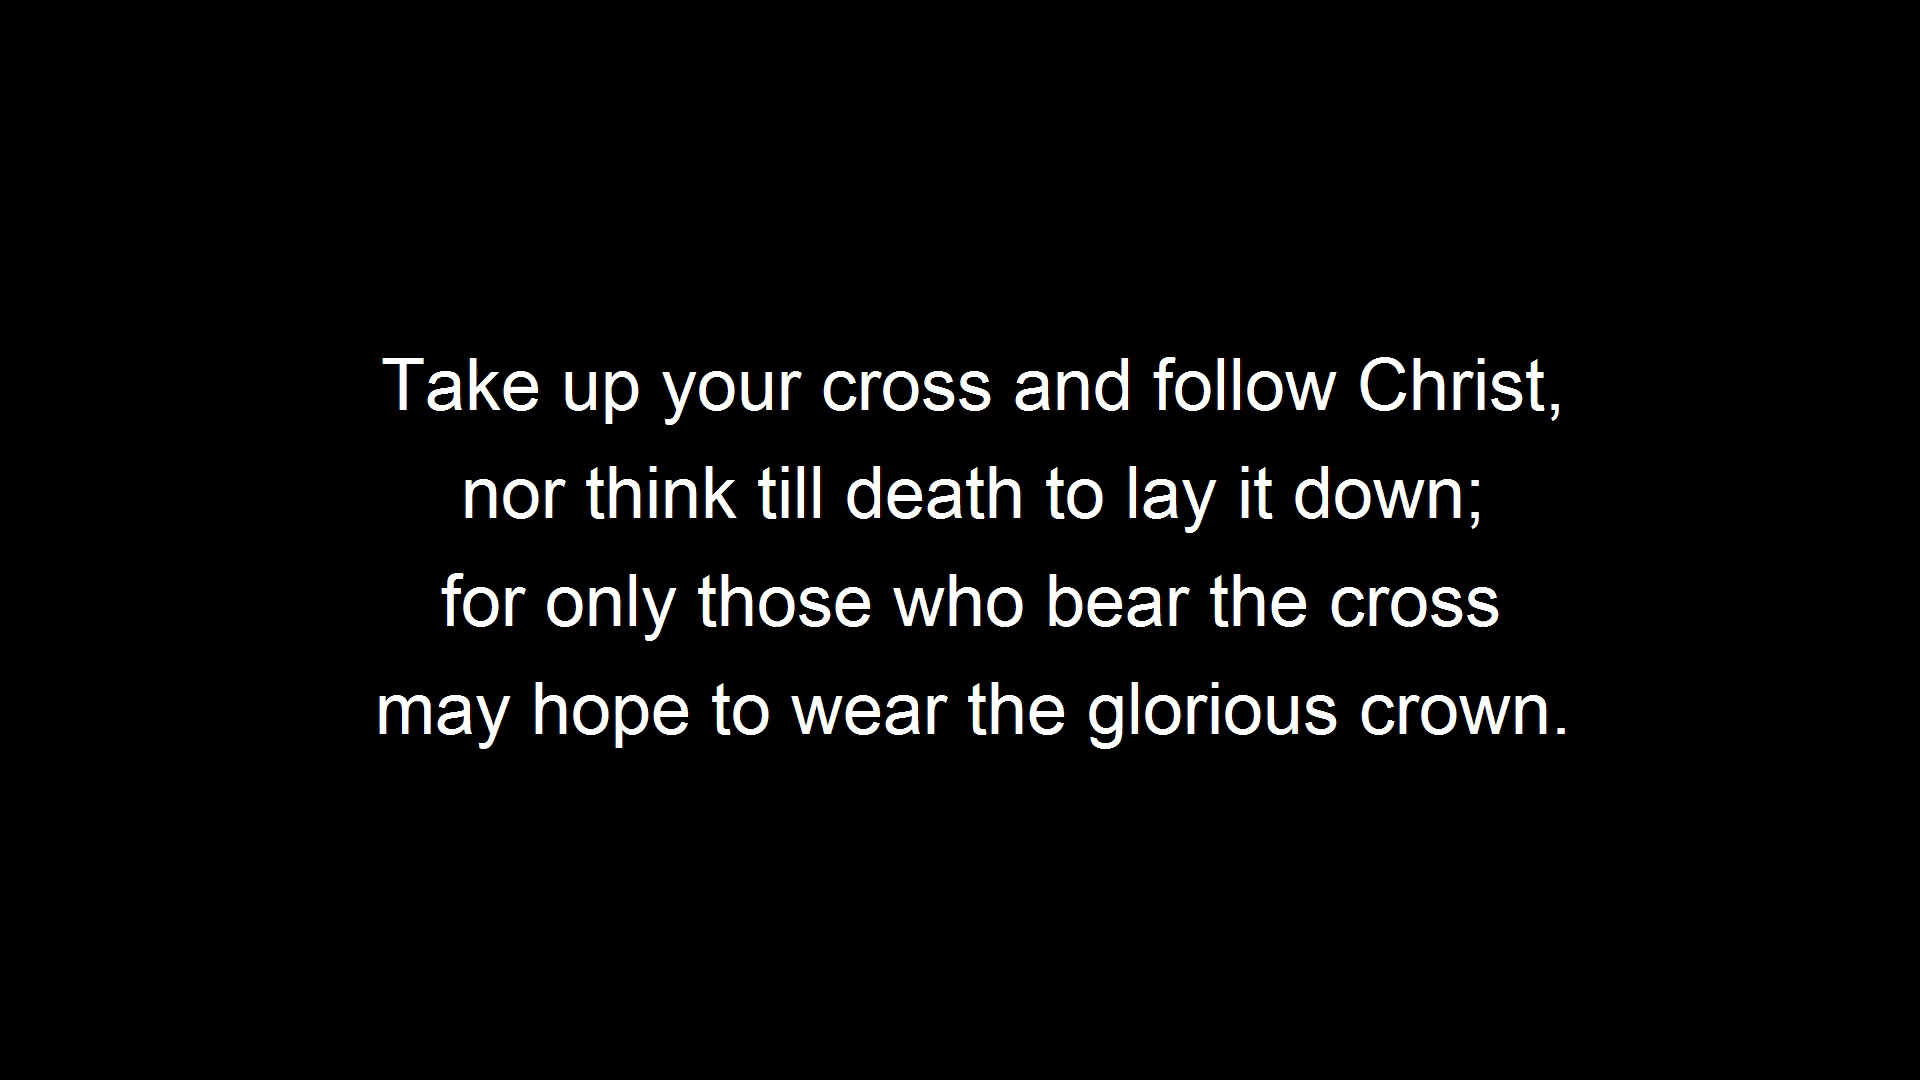 Take up your cross and follow Christ,
nor think till death to lay it down;
for only those who bear the cross
may hope to wear the glorious crown.